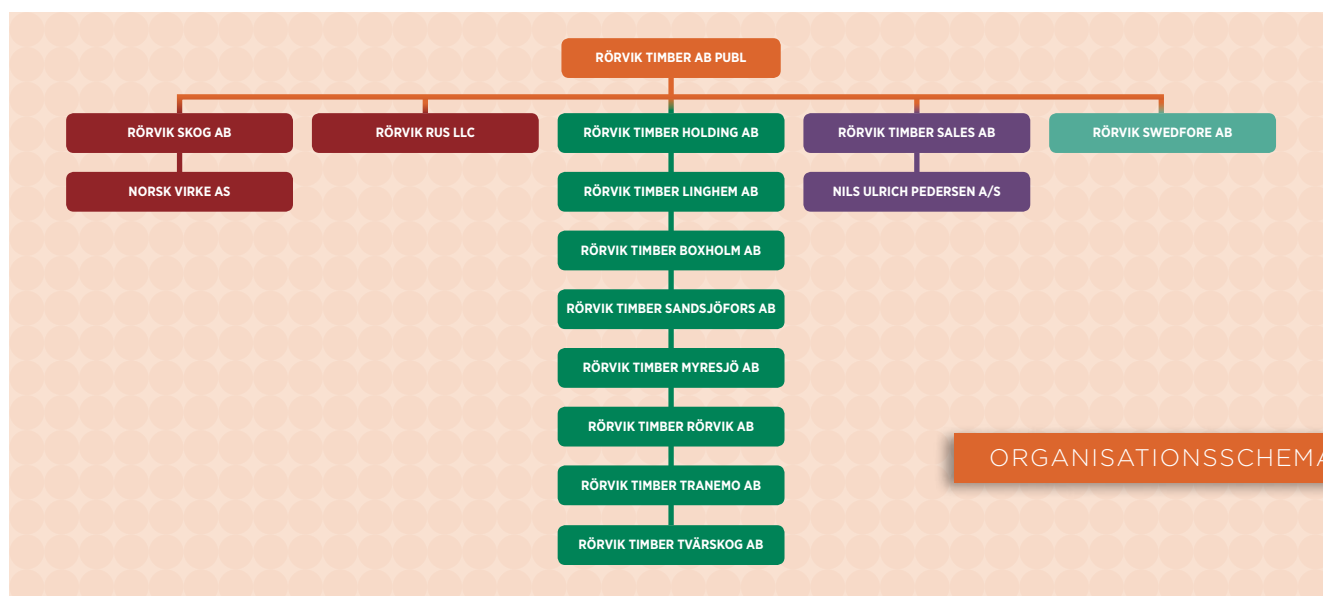 RÖRVIK TIMBER AB PUBL
RÖRVIK SKOG AB
RÖRVIK RUS LLC
RÖRVIK TIMBER HOLDING AB
RÖRVIK TIMBER SALES AB
RÖRVIK SWEDFORE AB
NORSK VIRKE AS
RÖRVIK TIMBER LINGHEM AB
NILS ULRICH PEDERSEN A/S
RÖRVIK TIMBER BOXHOLM AB
RÖRVIK TIMBER SANDSJÖFORS AB
RÖRVIK TIMBER MYRESJÖ AB
RÖRVIK TIMBER RÖRVIK AB
ORGANISATIONSSCHEMA
RÖRVIK TIMBER TRANEMO AB
RÖRVIK TIMBER TVÄRSKOG AB